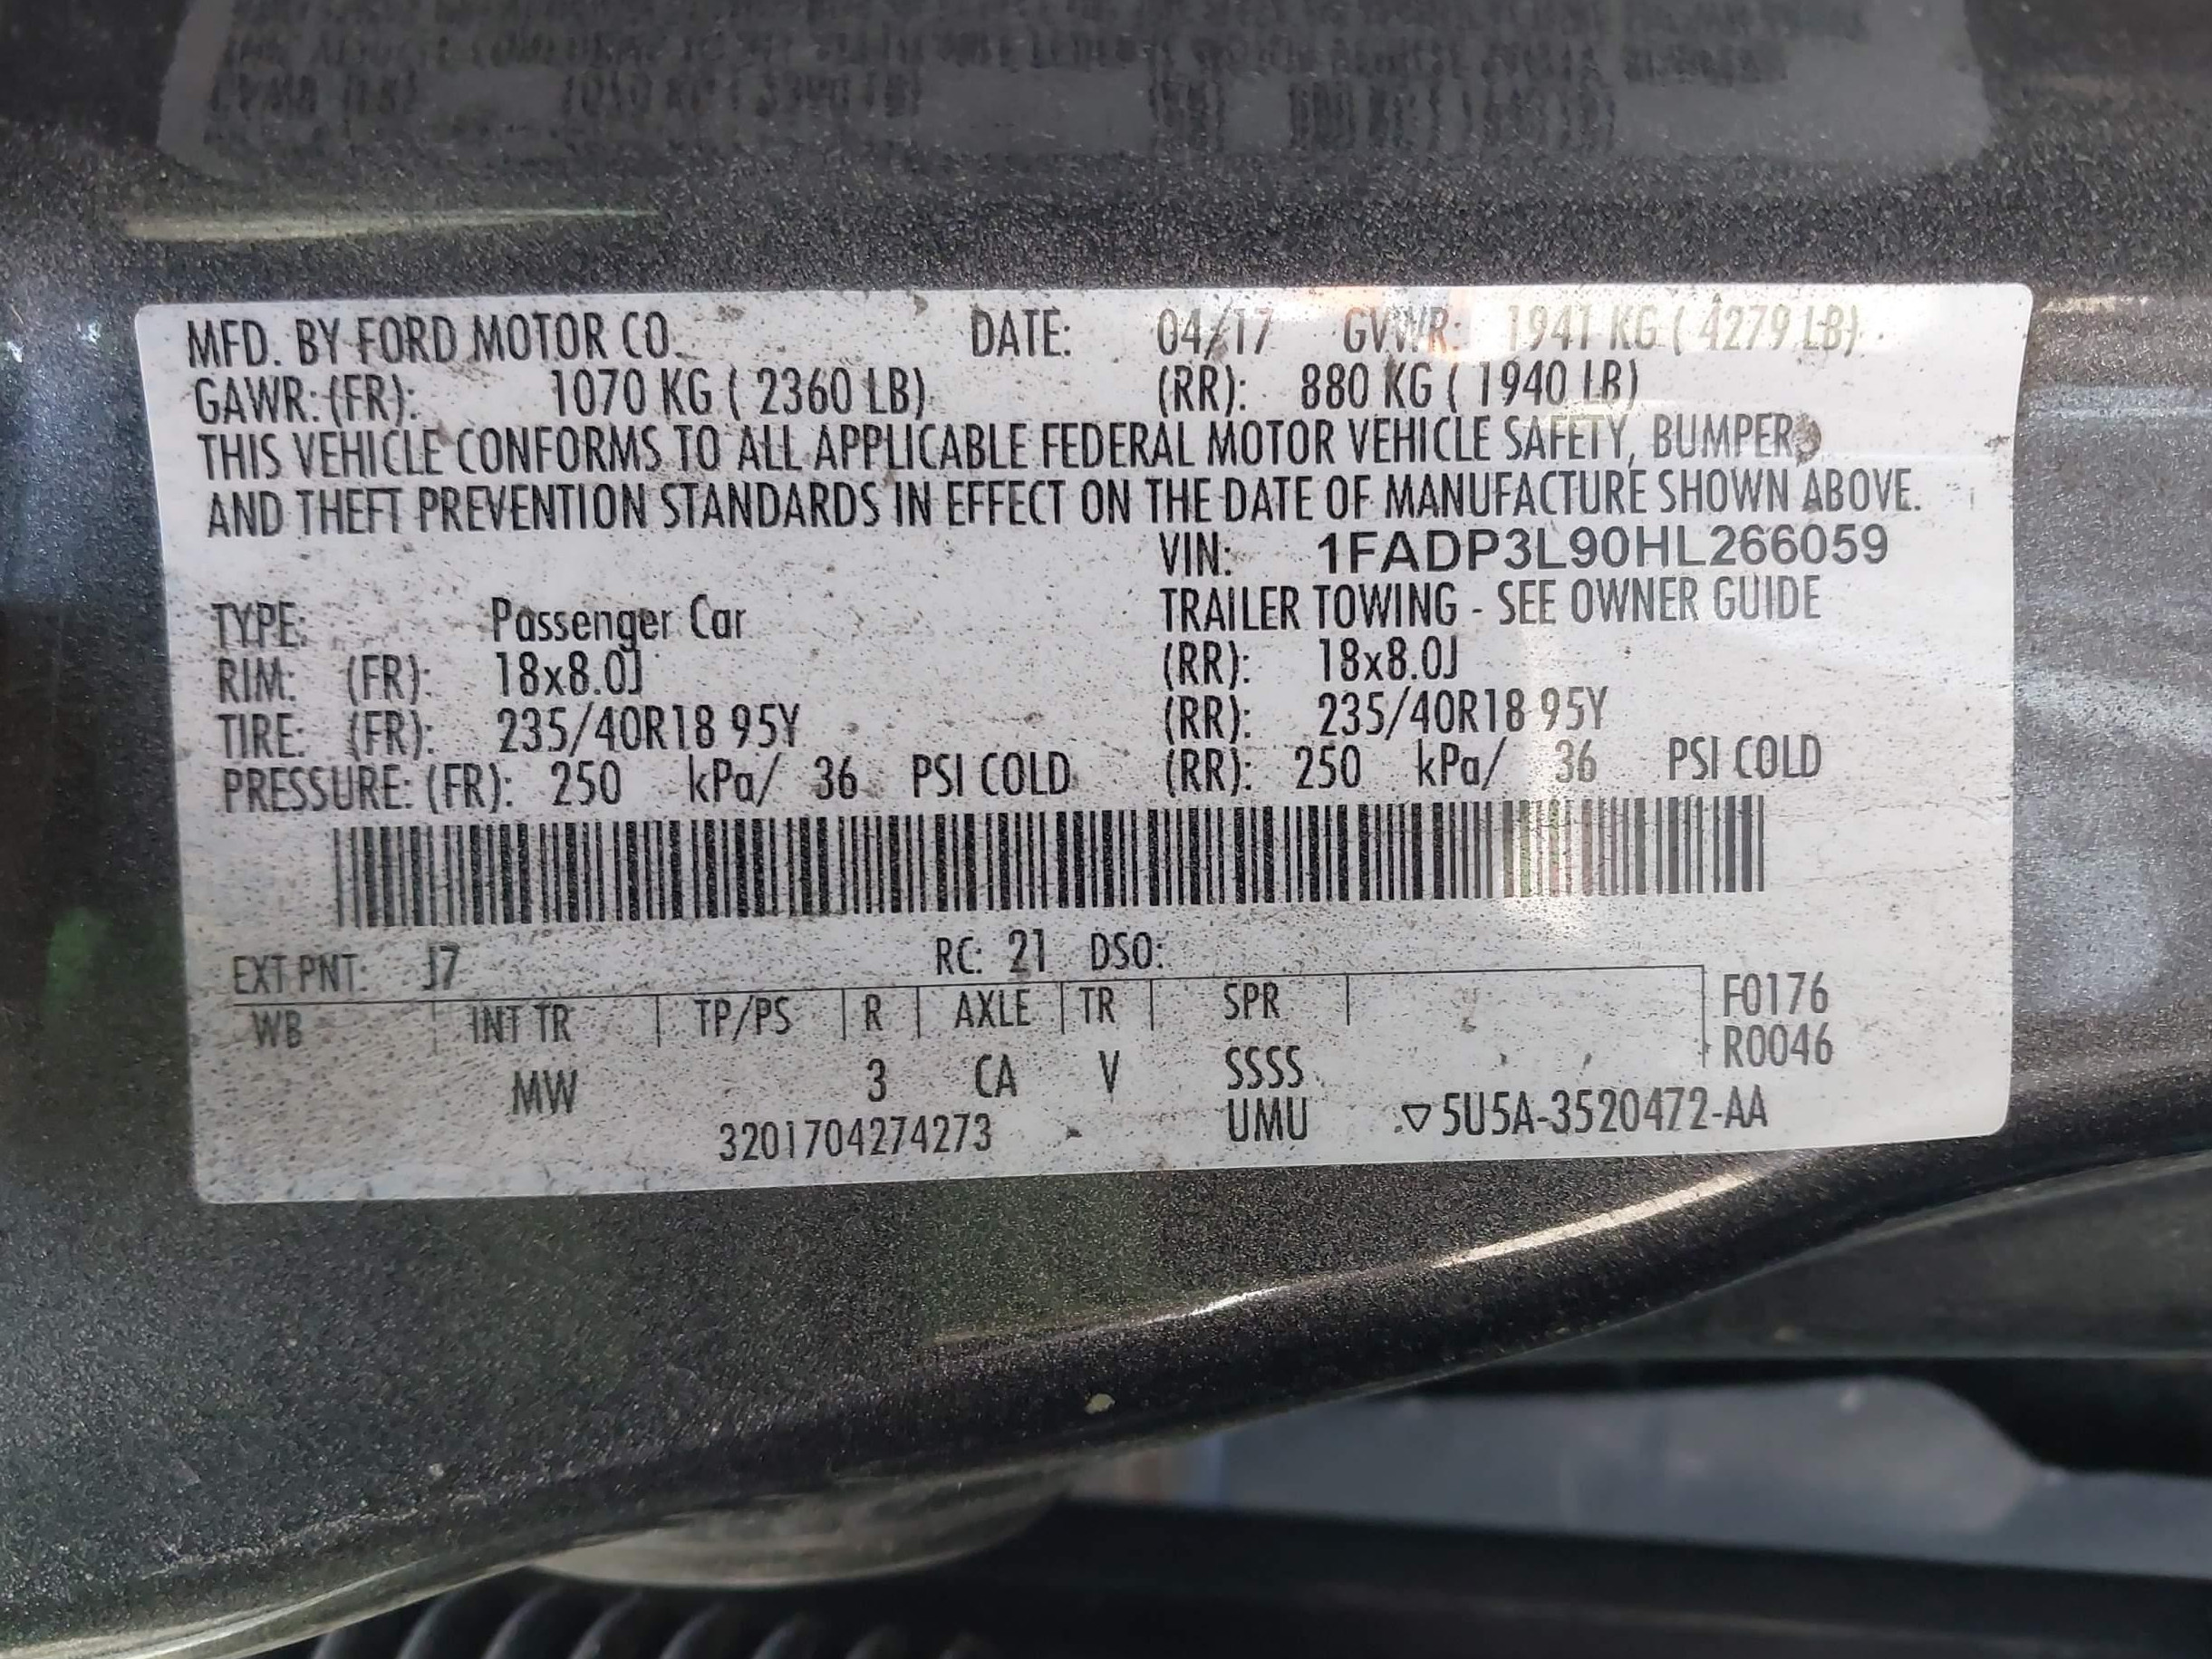 MFD. BY FORD MOTOR CO. DATE: 04/17 GVWR: 1941 KG ( 4279 LB)
GAWR: (FR): 1070 KG ( 2360 LB) (RR): 880 KG ( 1940 LB)
THIS VEHICLE CONFORMS TO ALL APPLICABLE FEDERAL MOTOR VEHICLE SAFETY, BUMPER,
AND THEFT PREVENTION STANDARDS IN EFFECT ON THE DATE OF MANUFACTURE SHOWN ABOVE.
VIN: 1FADP3L90HL266059
TYPE: Passenger Car TRAILER TOWING - SEE OWNER GUIDE
RIM: (FR): 18x8.0J (RR): 18x8.0J
TIRE: (FR): 235/40R18 95Y (RR): 235/40R18 95Y
PRESSURE: (FR): 250 kPa/ 36 PSI COLD (RR): 250 kPa/ 36 PSI COLD
EXT PNT: J7 RC: 21 DSO:
WB | INT TR | TP/PS | R | AXLE | TR | SPR | F0176
R0046
MW 3 CA V SSSS
3201704274273 UMU ▽5U5A-3520472-AA